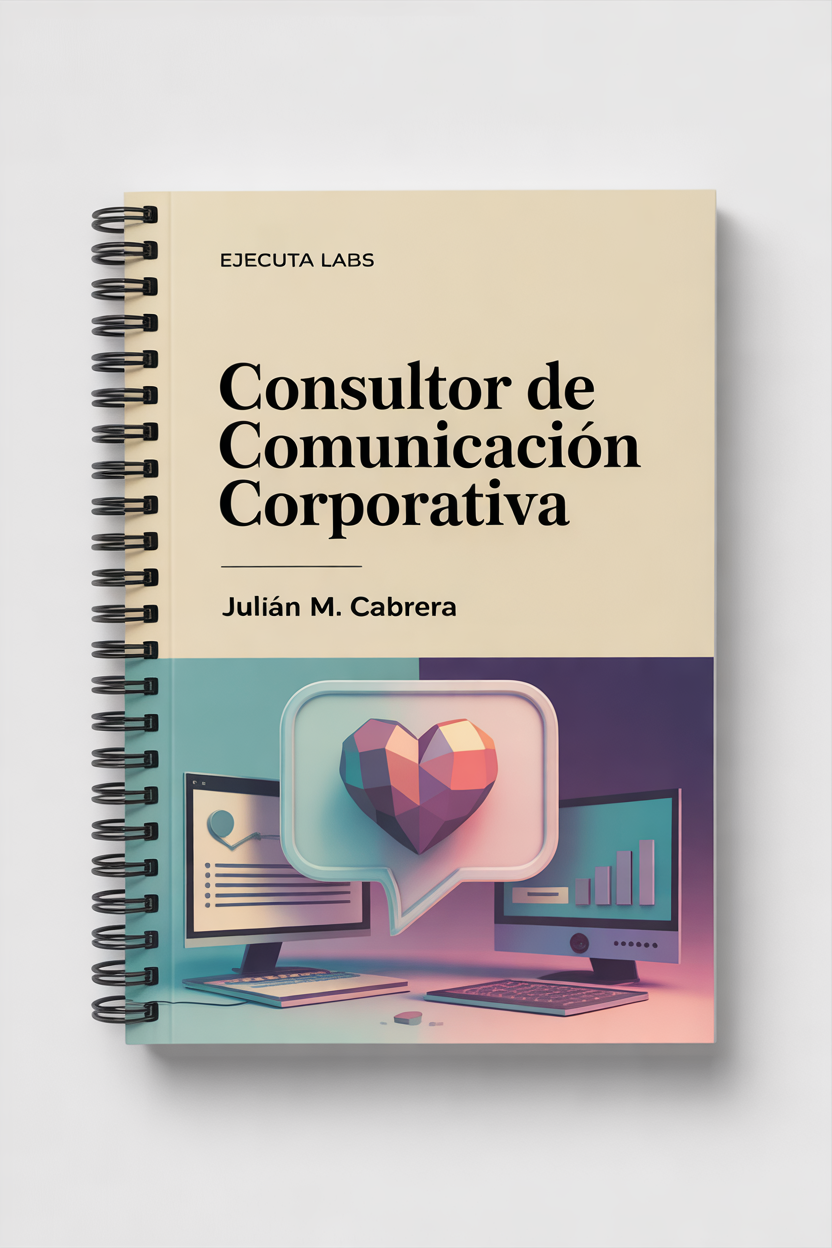 EJECUTA LABS
Consultor de
Comunicación
Corporativa
Julián M. Cabrera